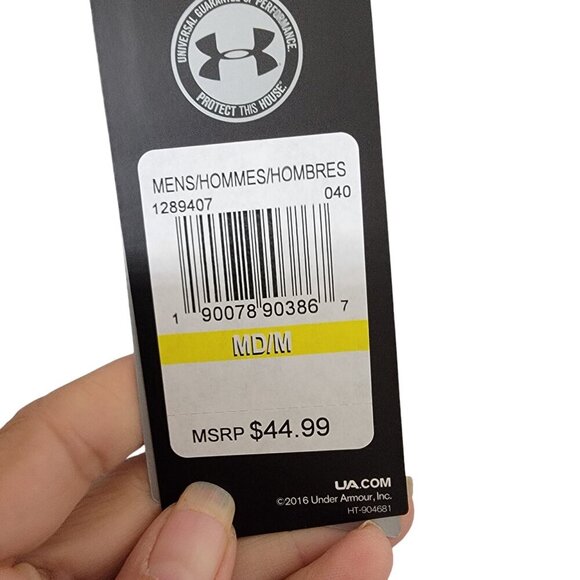 UNIVERSAL GUARANTEE OF PERFORMANCE
PROTECT THIS HOUSE.
MENS/HOMMES/HOMBRES
1289407 040
1 90078 90386 7
MD/M
MSRP $44.99
UA.COM
©2016 Under Armour, Inc.
HT-904681